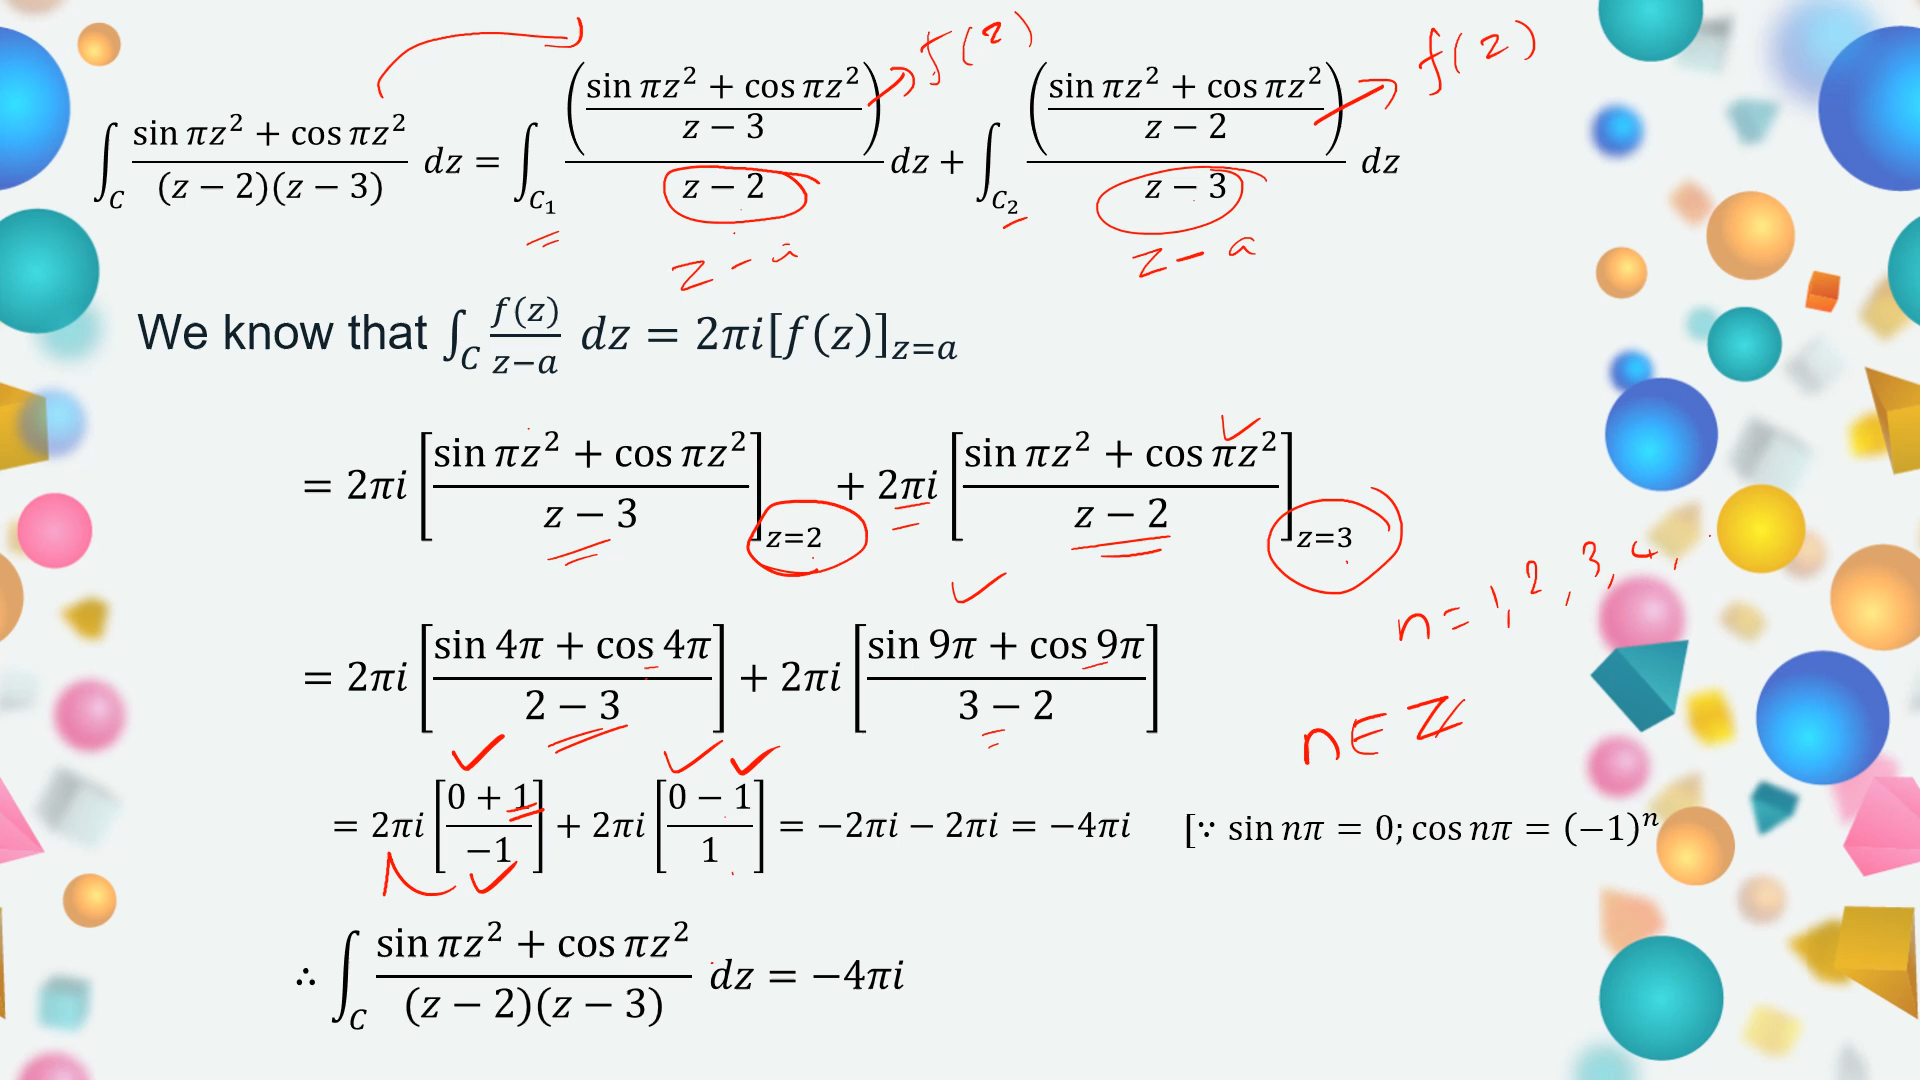 f(z) f(z)
∫_C (sin πz² + cos πz²)/((z − 2)(z − 3)) dz = ∫_C₁ ((sin πz² + cos πz²)/(z − 3))/(z − 2) dz + ∫_C₂ ((sin πz² + cos πz²)/(z − 2))/(z − 3) dz
z − a z − a
We know that ∫_C f(z)/(z−a) dz = 2πi[f(z)]_{z=a}
= 2πi [(sin πz² + cos πz²)/(z − 3)]_{z=2} + 2πi [(sin πz² + cos πz²)/(z − 2)]_{z=3}
n = 1, 2, 3, 4,
= 2πi [(sin 4π + cos 4π)/(2 − 3)] + 2πi [(sin 9π + cos 9π)/(3 − 2)]
n ∈ ℤ
= 2πi [(0 + 1)/(−1)] + 2πi [(0 − 1)/1] = −2πi − 2πi = −4πi [∵ sin nπ = 0; cos nπ = (−1)ⁿ
∴ ∫_C (sin πz² + cos πz²)/((z − 2)(z − 3)) dz = −4πi